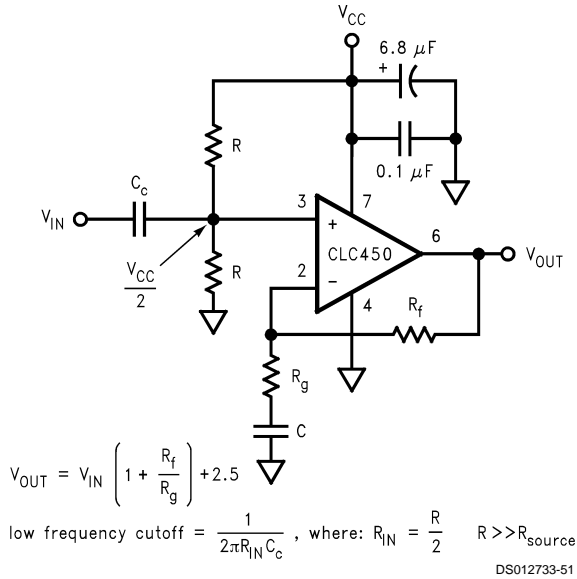 V_CC
6.8 μF
+
R
0.1 μF
C_c
3
7
V_IN
+
6
CLC450
V_OUT
V_CC / 2
R
2
−
4
R_f
R_g
C
V_OUT = V_IN (1 + R_f / R_g) +2.5
low frequency cutoff = 1 / 2πR_IN C_c , where: R_IN = R / 2 R>>R_source
DS012733-51